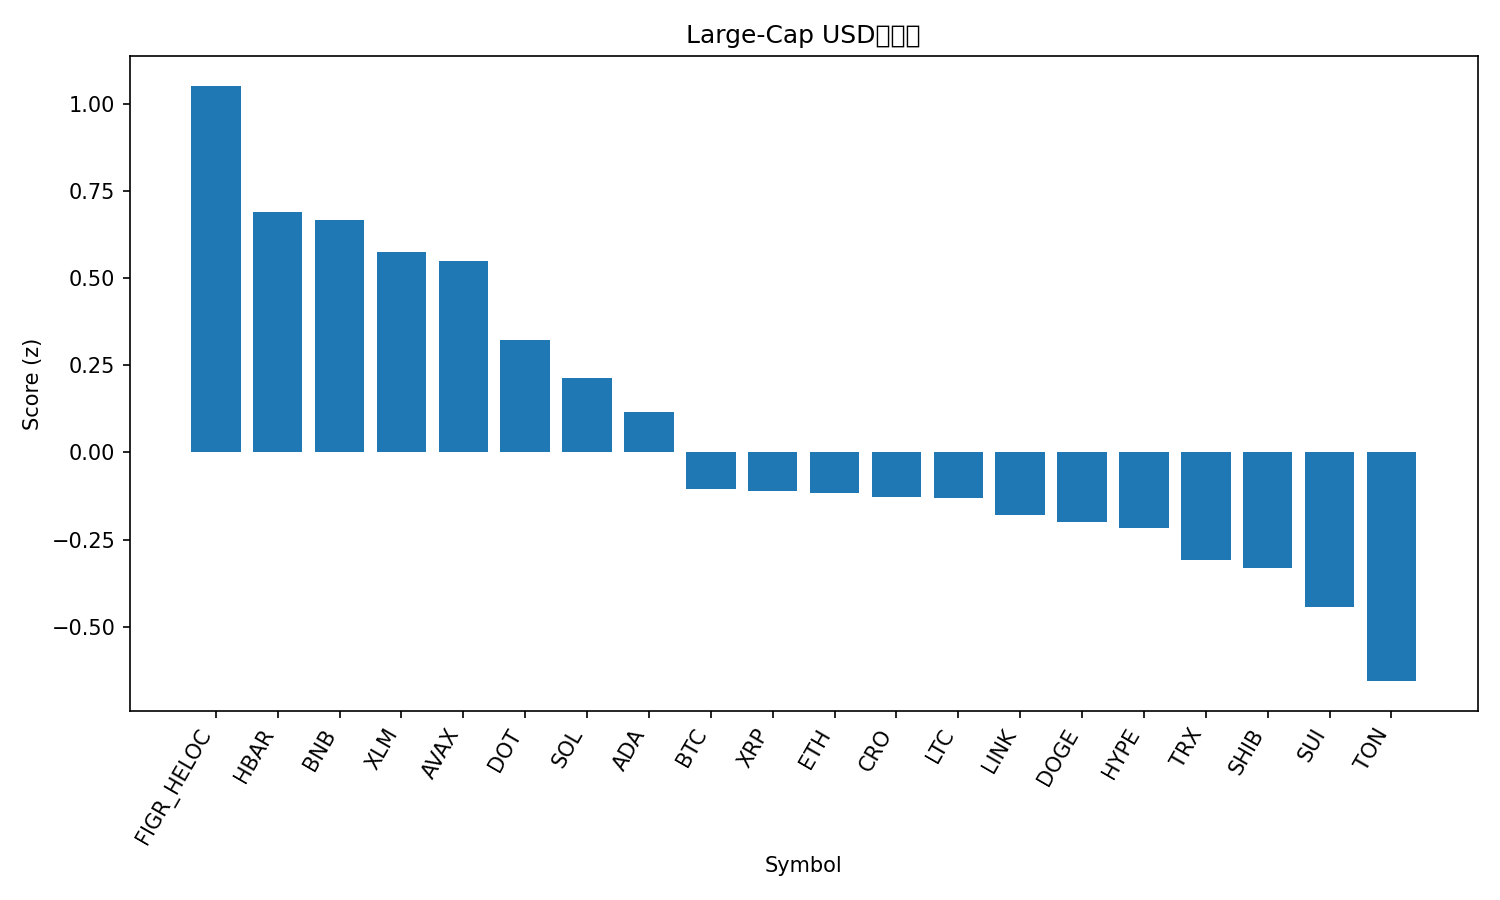 Large-Cap USD
1.00
0.75
0.50
0.25
0.00
−0.25
−0.50
Score (z)
FIGR_HELOC
HBAR
BNB
XLM
AVAX
DOT
SOL
ADA
BTC
XRP
ETH
CRO
LTC
LINK
DOGE
HYPE
TRX
SHIB
SUI
TON
Symbol